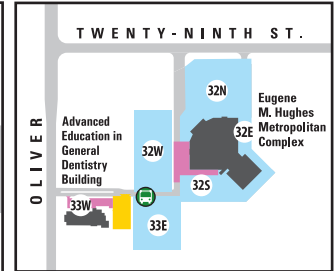 TWENTY-NINTH ST.
OLIVER
32N
Eugene
M. Hughes
Metropolitan
Complex
32E
Advanced
Education in
General
Dentistry
Building
32W
32S
33W
33E